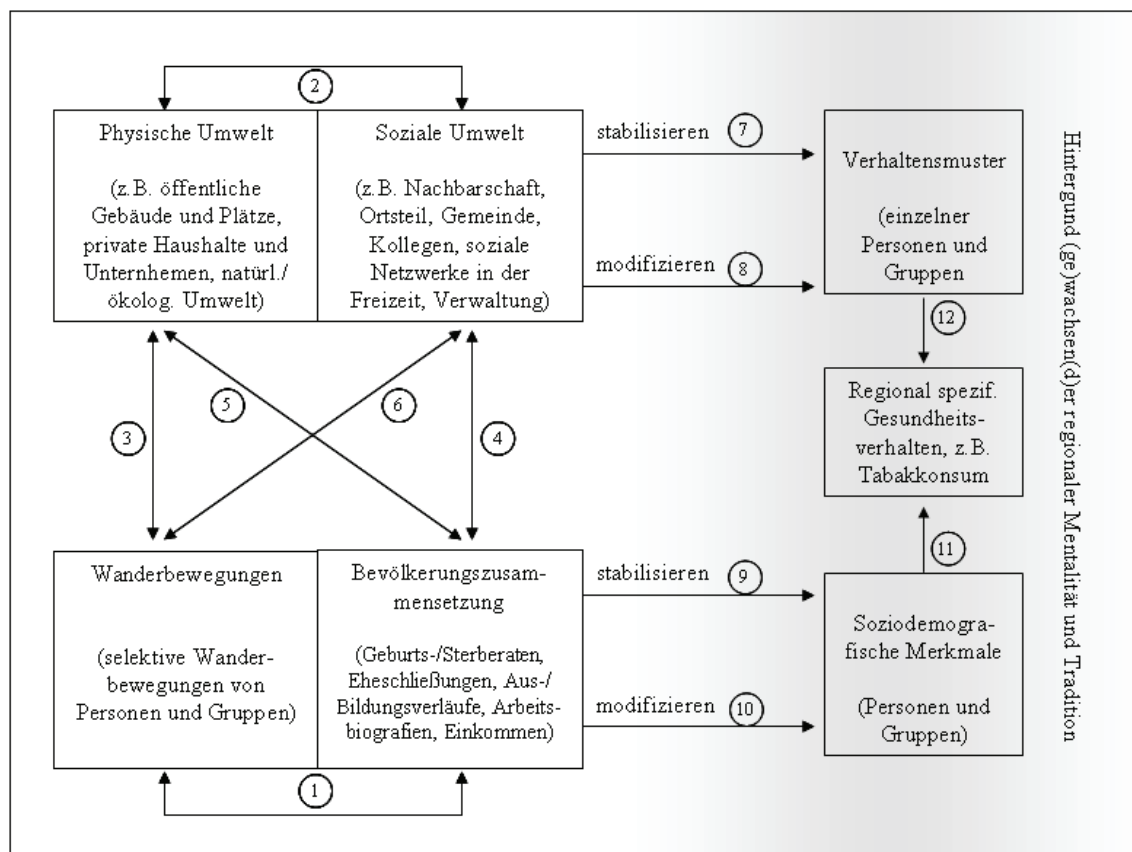 2
Physische Umwelt
(z.B. öffentliche
Gebäude und Plätze,
private Haushalte und
Unternhemen, natürl./
ökolog. Umwelt)
Soziale Umwelt
(z.B. Nachbarschaft,
Ortsteil, Gemeinde,
Kollegen, soziale
Netzwerke in der
Freizeit, Verwaltung)
stabilisieren
7
modifizieren
8
Verhaltensmuster
(einzelner
Personen und
Gruppen
12
3
5
6
4
Regional spezif.
Gesundheits-
verhalten, z.B.
Tabakkonsum
11
Wanderbewegungen
(selektive Wander-
bewegungen von
Personen und Gruppen)
Bevölkerungszusam-
mensetzung
(Geburts-/Sterberaten,
Eheschließungen, Aus-/
Bildungsverläufe, Arbeits-
biografien, Einkommen)
stabilisieren
9
modifizieren
10
Soziodemogra-
fische Merkmale
(Personen und
Gruppen)
1
Hintergund (ge)wachsen(d)er regionaler Mentalität und Tradition